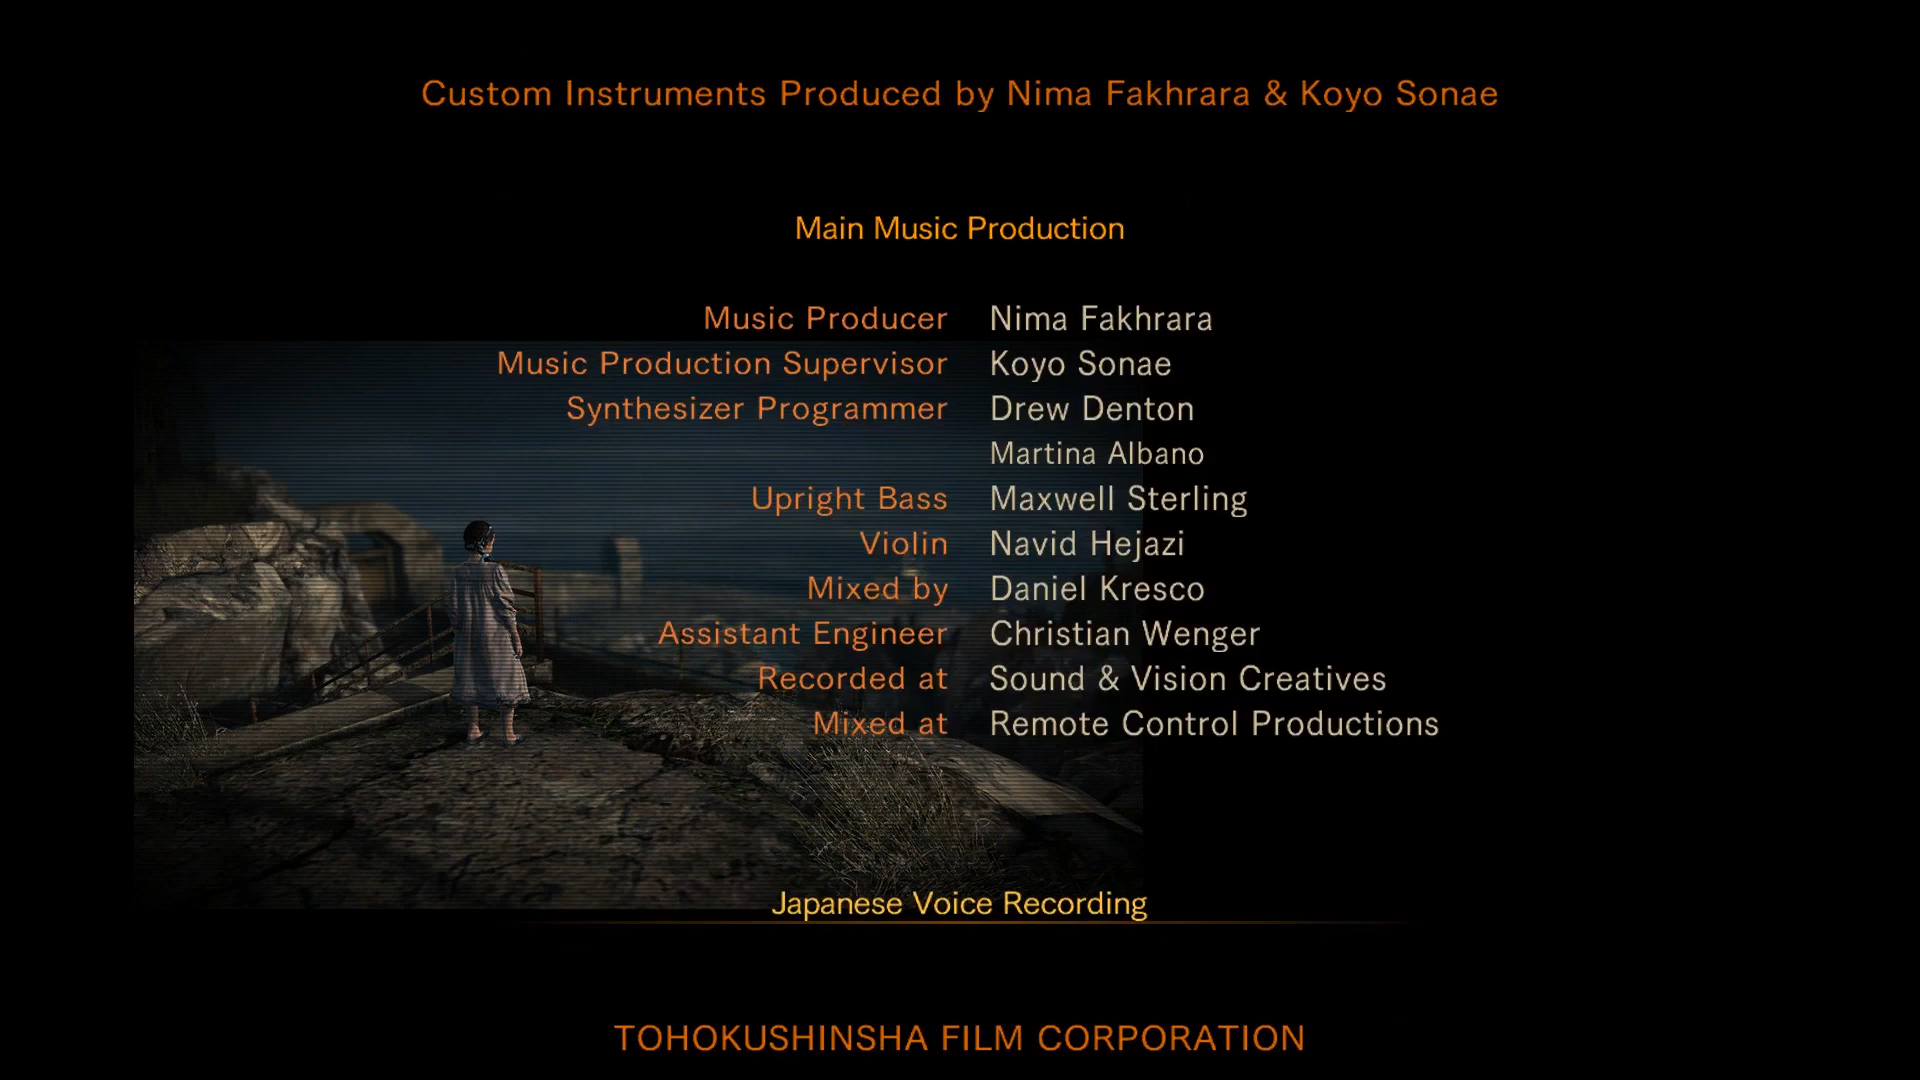 Custom Instruments Produced by Nima Fakhrara & Koyo Sonae
Main Music Production
Music Producer Nima Fakhrara
Music Production Supervisor Koyo Sonae
Synthesizer Programmer Drew Denton
Martina Albano
Upright Bass Maxwell Sterling
Violin Navid Hejazi
Mixed by Daniel Kresco
Assistant Engineer Christian Wenger
Recorded at Sound & Vision Creatives
Mixed at Remote Control Productions
Japanese Voice Recording
TOHOKUSHINSHA FILM CORPORATION